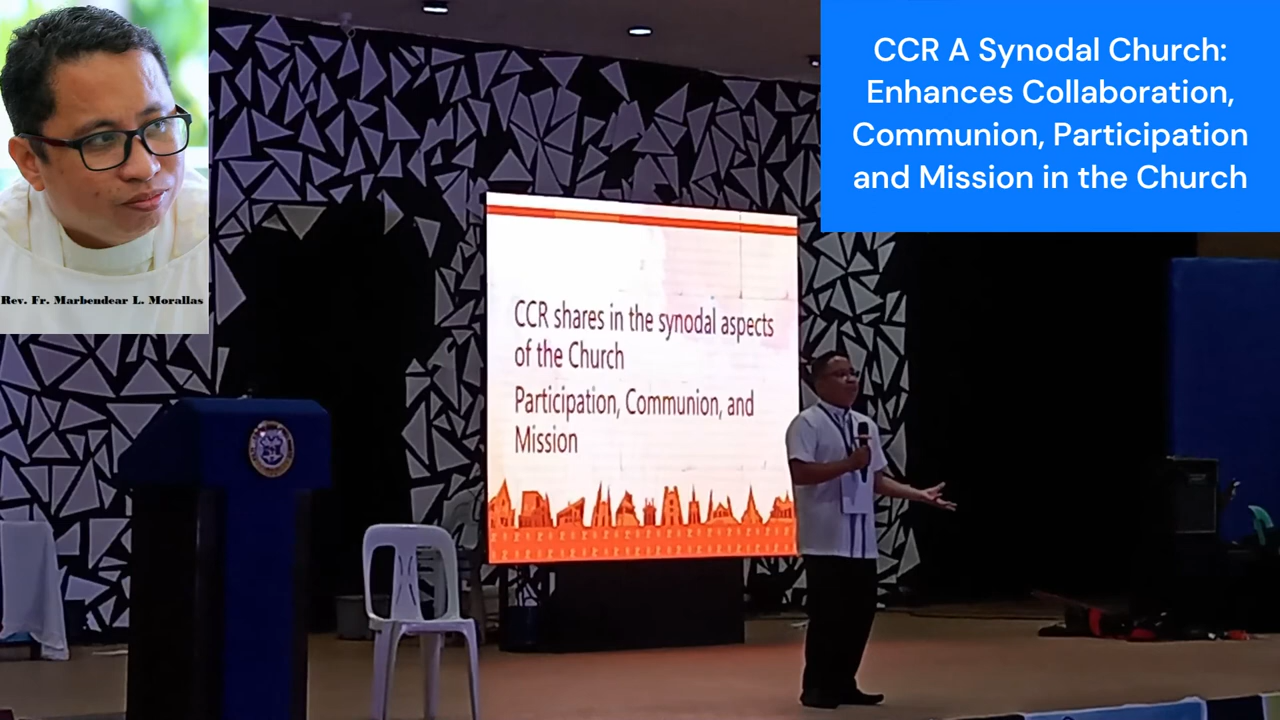 CCR A Synodal Church:
Enhances Collaboration,
Communion, Participation
and Mission in the Church
Rev. Fr. Marbendear L. Morallas
CCR shares in the synodal aspects
of the Church
Participation, Communion, and
Mission